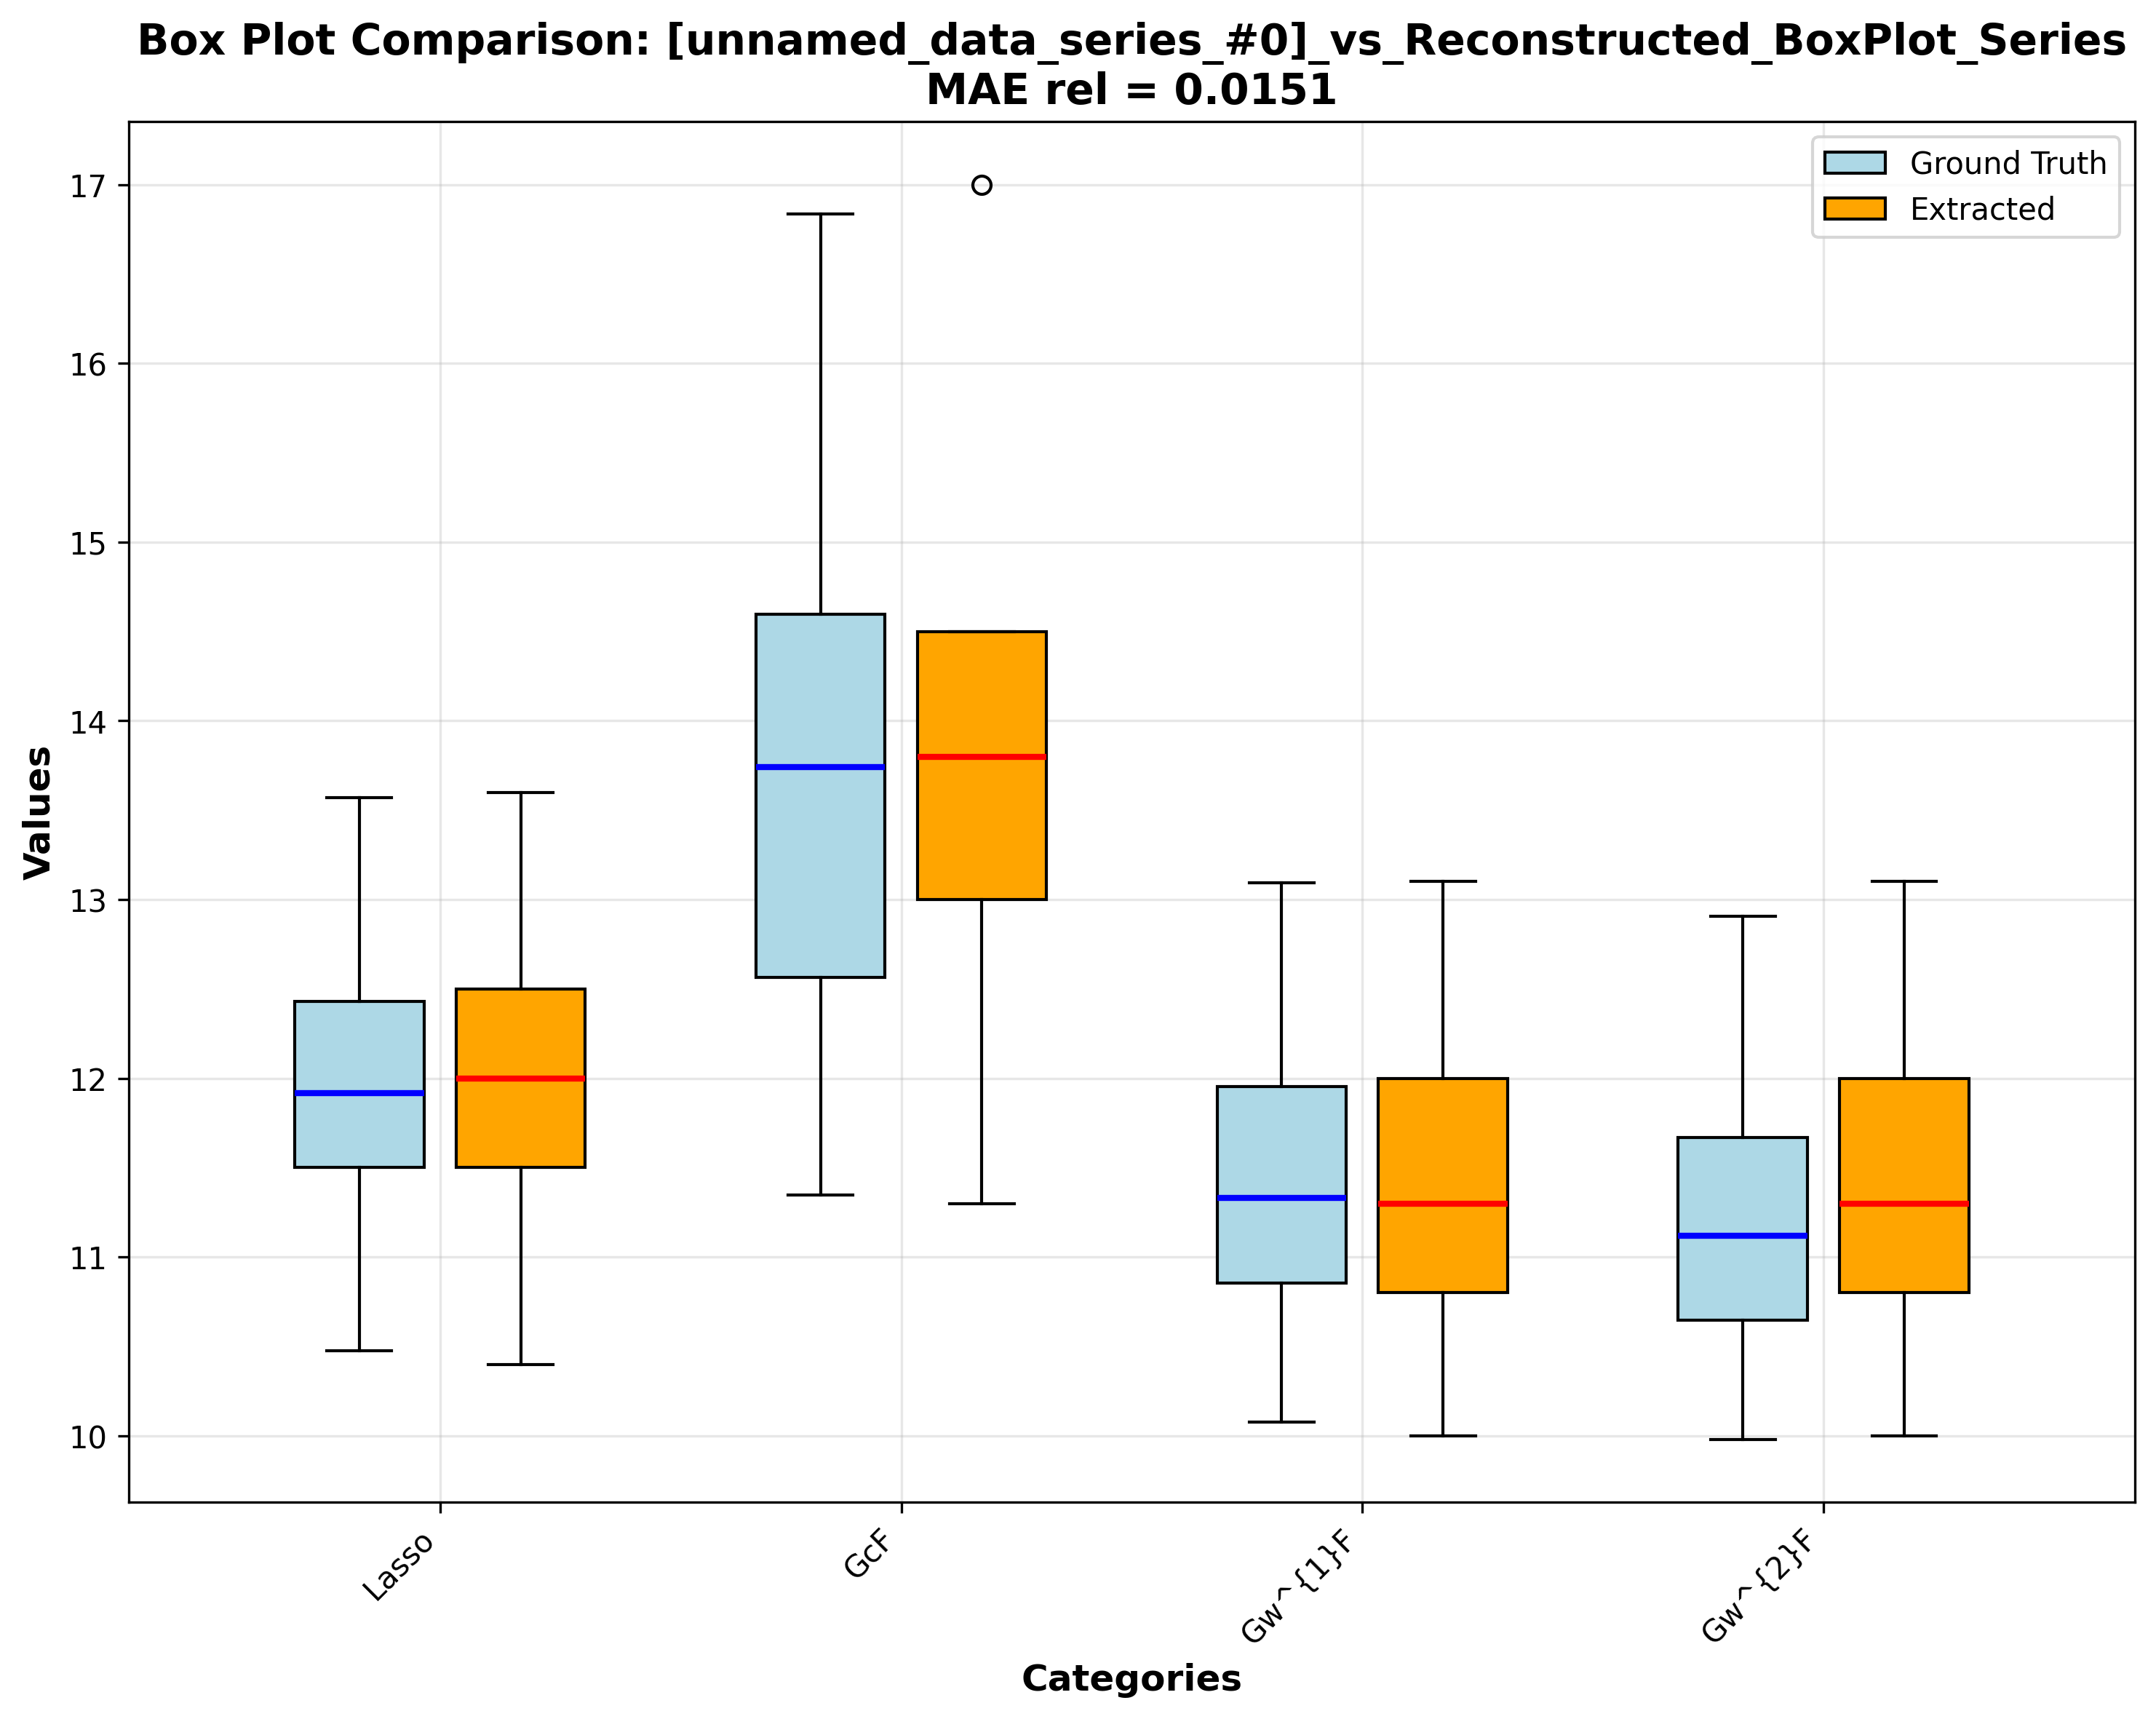 Box Plot Comparison: [unnamed_data_series_#0]_vs_Reconstructed_BoxPlot_Series
MAE rel = 0.0151
Ground Truth
Extracted
Values
17
16
15
14
13
12
11
10
Lasso
GcF
Gw^{1}F
Gw^{2}F
Categories